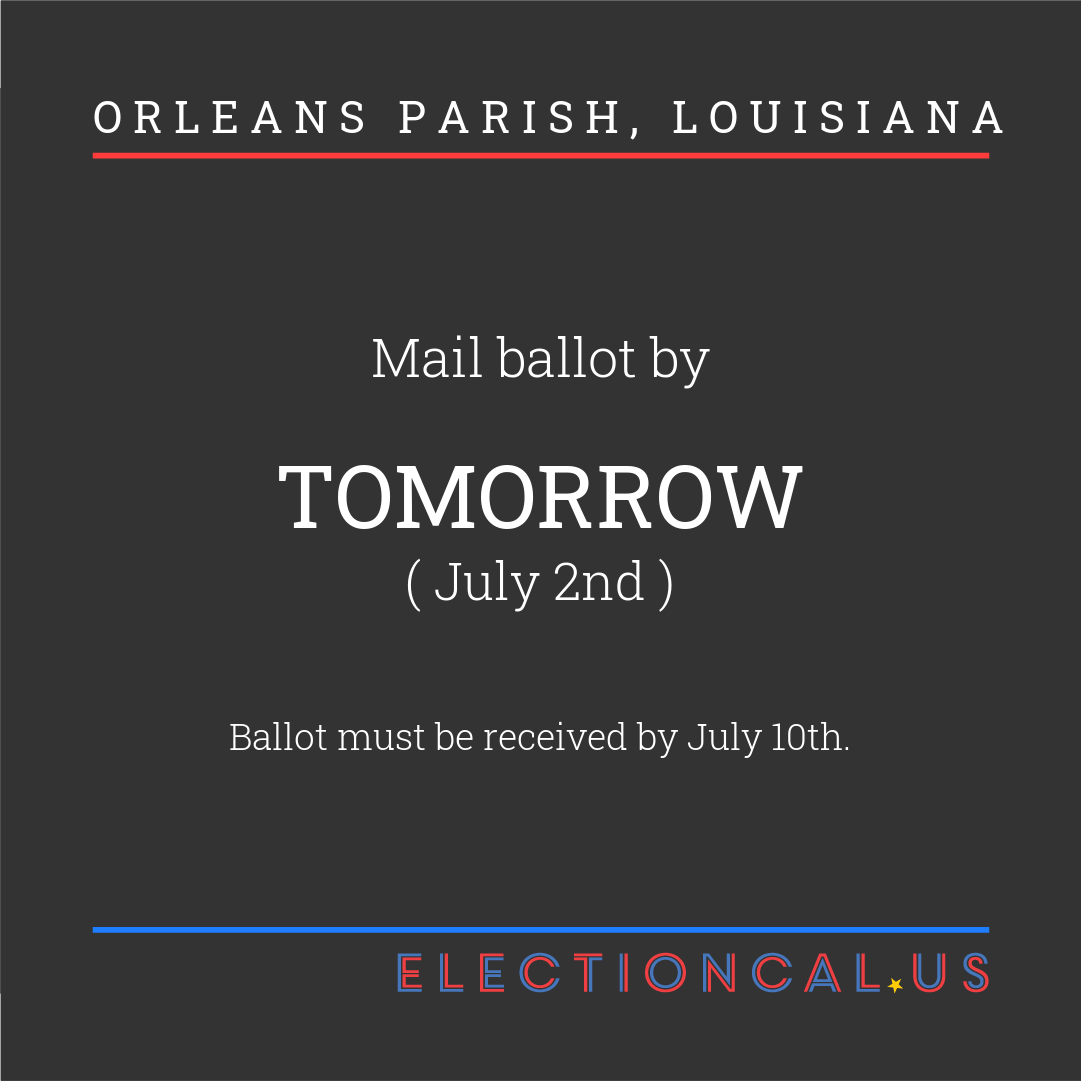 ORLEANS PARISH, LOUISIANA
Mail ballot by
TOMORROW
( July 2nd )
Ballot must be received by July 10th.
ELECTIONCAL.US